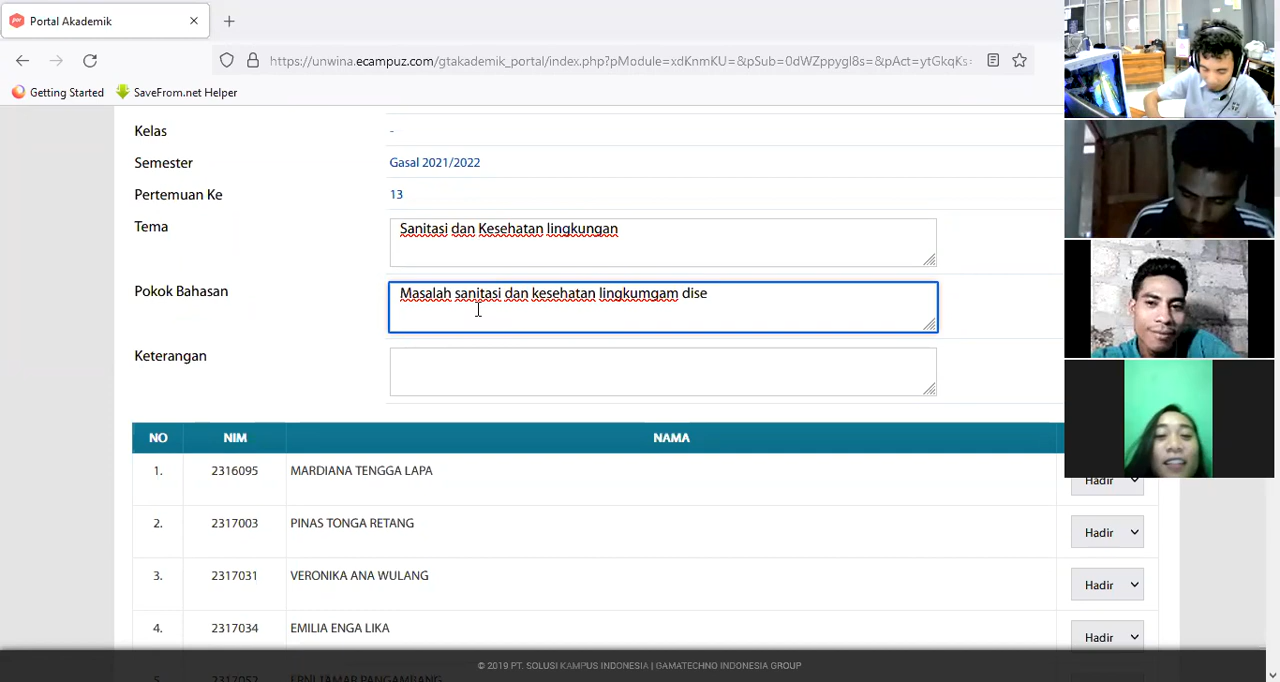 Portal Akademik
https://unwina.ecampuz.com/gtakademik_portal/index.php?pModule=xdKnmKU=&pSub=0dWZppygl8s=&pAct=ytGkqKs=
Getting Started SaveFrom.net Helper
Kelas -
Semester Gasal 2021/2022
Pertemuan Ke 13
Tema Sanitasi dan Kesehatan lingkungan
Pokok Bahasan Masalah sanitasi dan kesehatan lingkumgam dise
Keterangan
NO NIM NAMA
1. 2316095 MARDIANA TENGGA LAPA Hadir
2. 2317003 PINAS TONGA RETANG Hadir
3. 2317031 VERONIKA ANA WULANG Hadir
4. 2317034 EMILIA ENGA LIKA Hadir
© 2019 PT. SOLUSI KAMPUS INDONESIA | GAMATECHNO INDONESIA GROUP